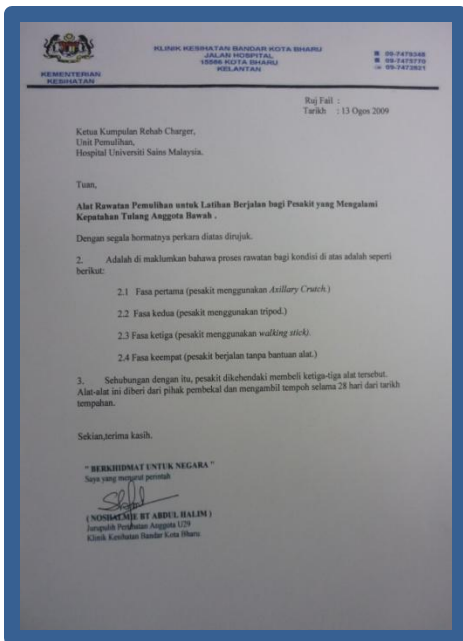 KEMENTERIAN
KESIHATAN
KLINIK KESIHATAN BANDAR KOTA BHARU
JALAN HOSPITAL
15586 KOTA BHARU
KELANTAN
Ruj Fail :
Tarikh : 13 Ogos 2009
Ketua Kumpulan Rehab Charger,
Unit Pemulihan,
Hospital Universiti Sains Malaysia.
Tuan,
Alat Rawatan Pemulihan untuk Latihan Berjalan bagi Pesakit yang Mengalami
Kepatahan Tulang Anggota Bawah .
Dengan segala hormatnya perkara diatas dirujuk.
2. Adalah di maklumkan bahawa proses rawatan bagi kondisi di atas adalah seperti
berikut:
2.1 Fasa pertama (pesakit menggunakan Axillary Crutch.)
2.2 Fasa kedua (pesakit menggunakan tripod.)
2.3 Fasa ketiga (pesakit menggunakan walking stick).
2.4 Fasa keempat (pesakit berjalan tanpa bantuan alat.)
3. Sehubungan dengan itu, pesakit dikehendaki membeli ketiga-tiga alat tersebut.
Alat-alat ini diberi dari pihak pembekal dan mengambil tempoh selama 28 hari dari tarikh
tempahan.
Sekian,terima kasih.
" BERKHIDMAT UNTUK NEGARA "
Saya yang menurut perintah
BT ABDUL HALIM )
Anggota U29
Klinik Kesihatan Bandar Kota Bharu